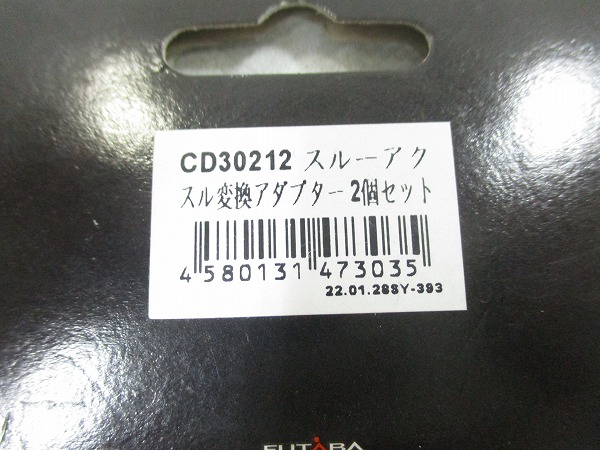 CD30212 スルーアク
スル変換アダプター 2個セット
4 580131 473035
22.01.28SY-393
FUTABA